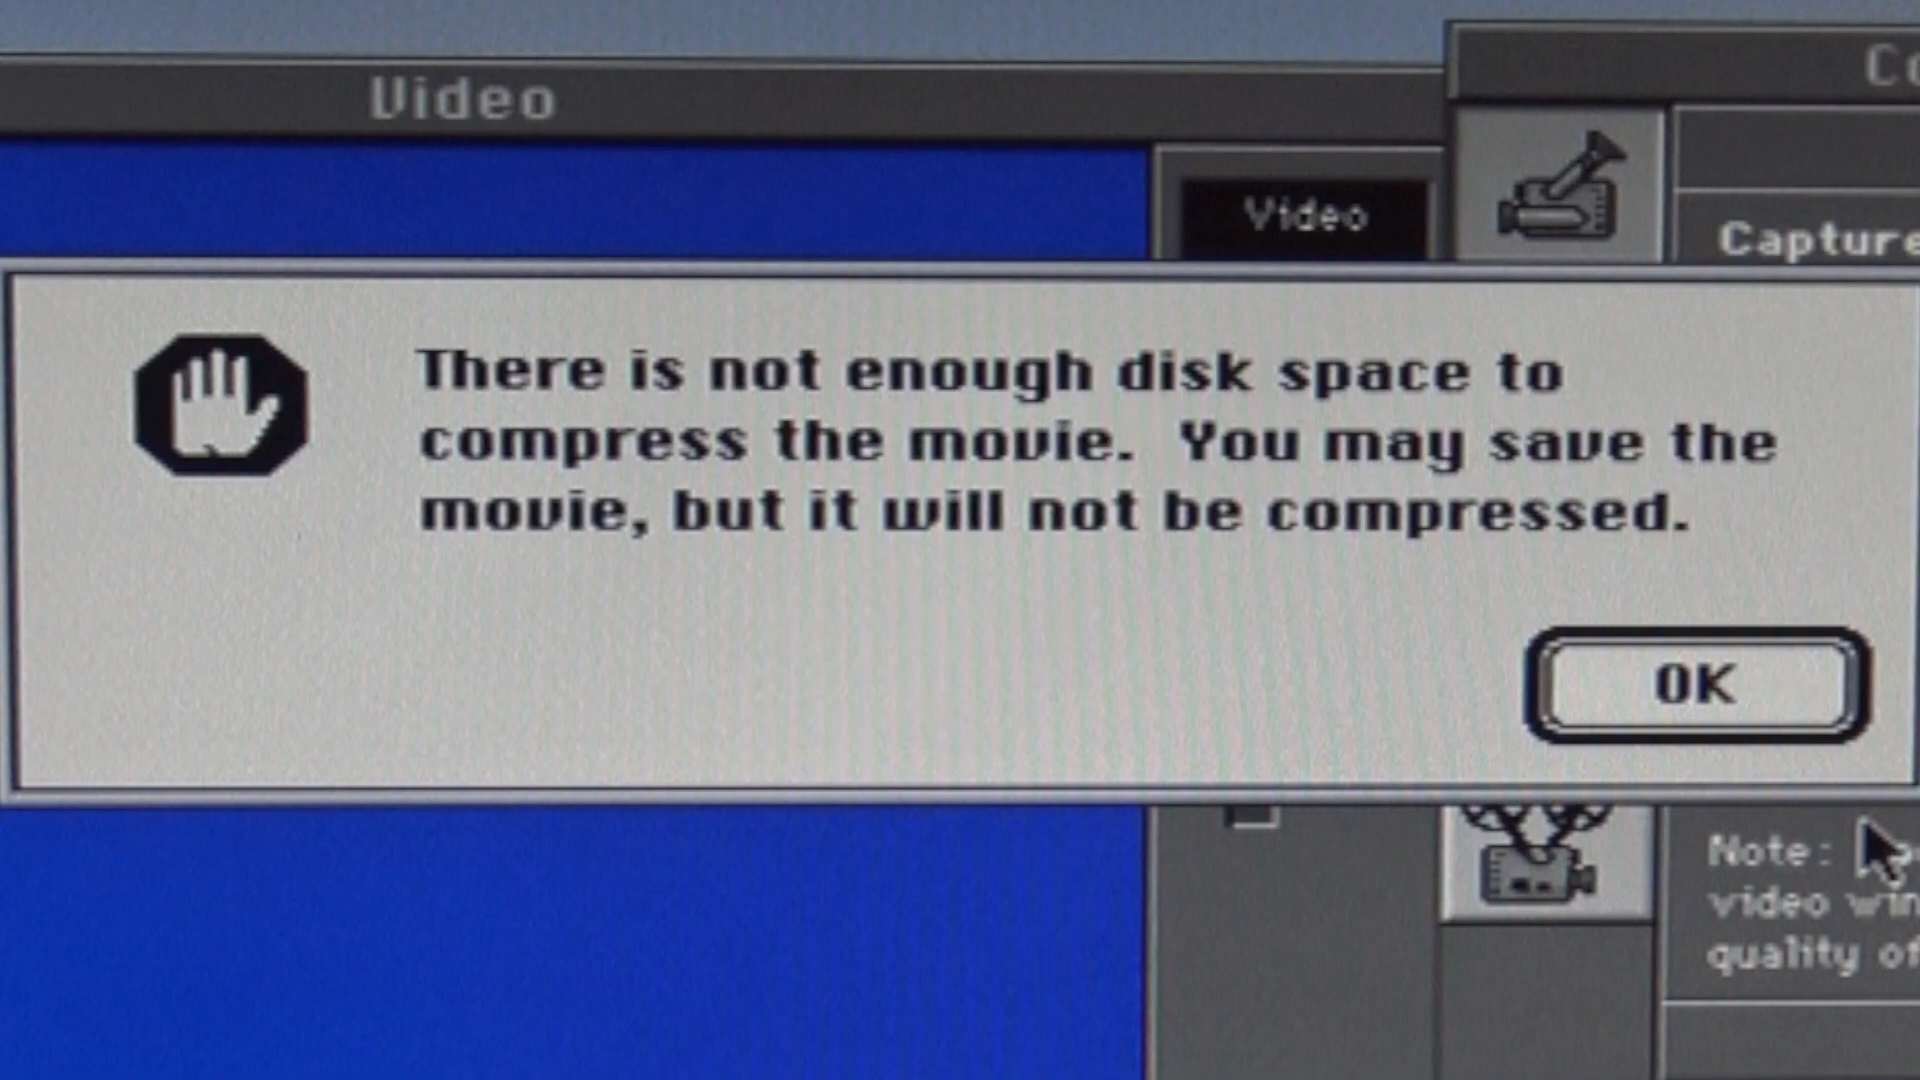 Video
Video
Capture
There is not enough disk space to
compress the movie.  You may save the
movie, but it will not be compressed.
OK
Note:
video
quality of